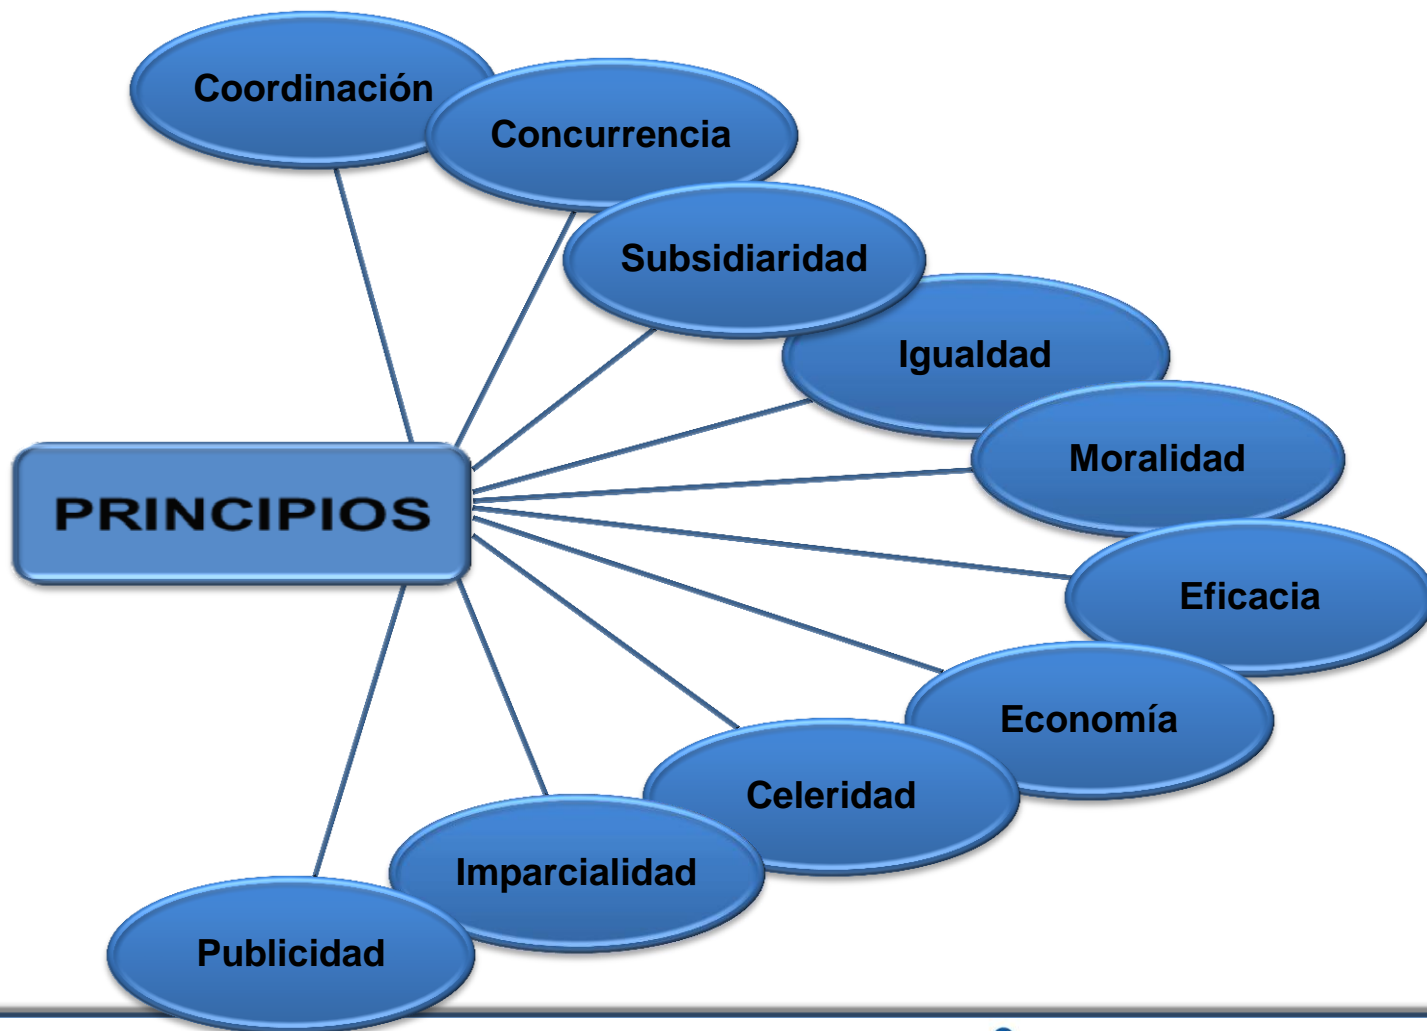 Coordinación
Concurrencia
Subsidiaridad
Igualdad
Moralidad
PRINCIPIOS
Eficacia
Economía
Celeridad
Imparcialidad
Publicidad